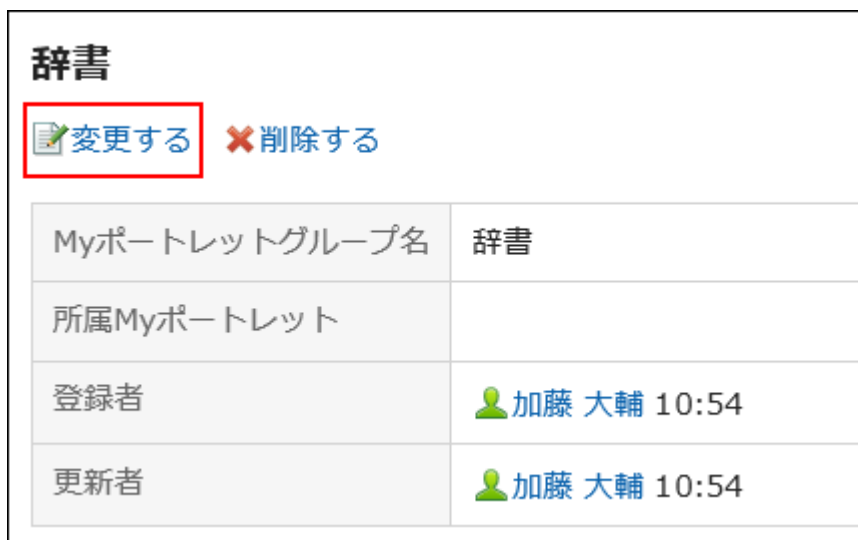 辞書
変更する 削除する
Myポートレットグループ名 辞書
所属Myポートレット
登録者 加藤 大輔 10:54
更新者 加藤 大輔 10:54